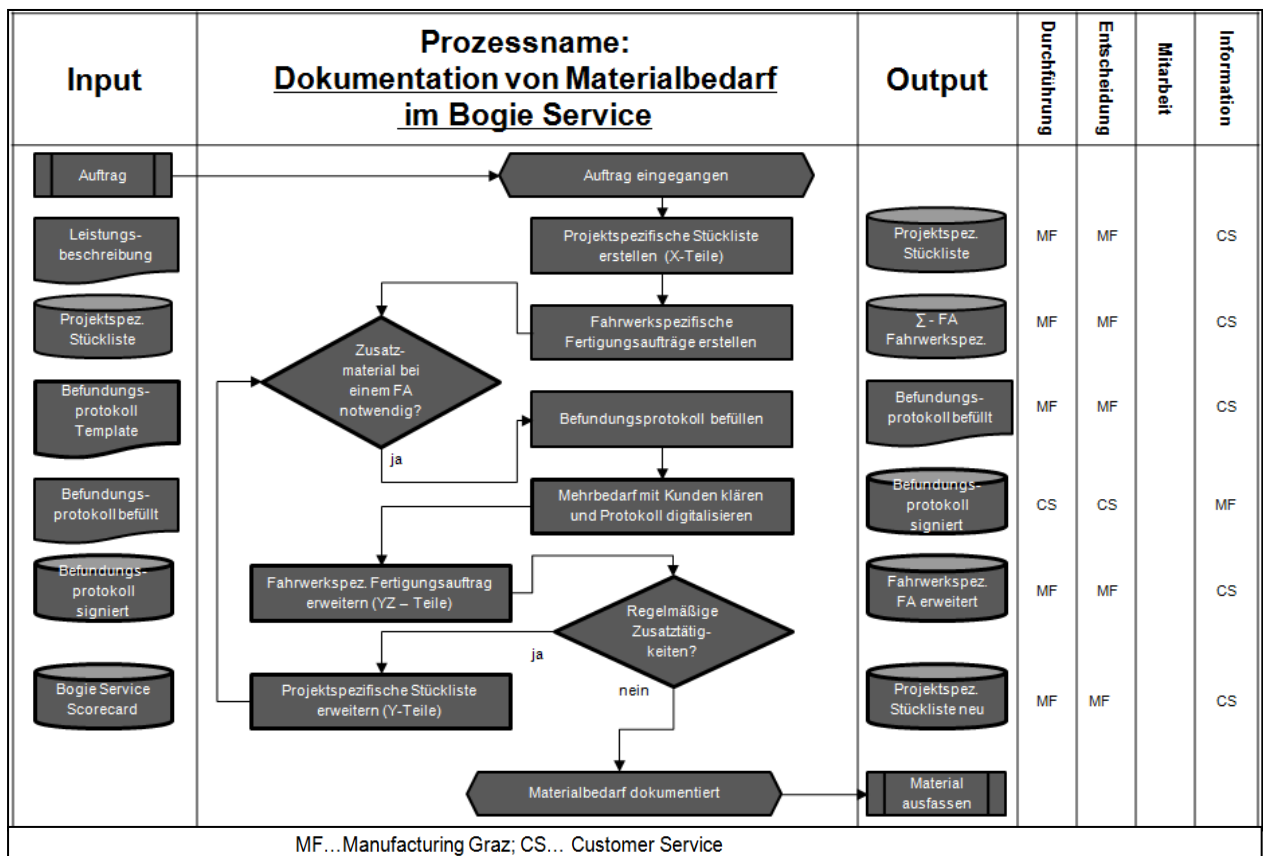 Input
Prozessname:
Dokumentation von Materialbedarf
im Bogie Service
Output
Durchführung
Entscheidung
Mitarbeit
Information
Auftrag
Auftrag eingegangen
Leistungs-
beschreibung
Projektspezifische Stückliste
erstellen (X-Teile)
Projektspez.
Stückliste
MF
MF
CS
Projektspez.
Stückliste
Fahrwerkspezifische
Fertigungsaufträge erstellen
∑ - FA
Fahrwerkspez.
MF
MF
CS
Zusatz-
material bei
einem FA
notwendig?
ja
Befundungs-
protokoll
Template
Befundungsprotokoll befüllen
Befundungs-
protokoll befüllt
MF
MF
CS
Befundungs-
protokoll befüllt
Mehrbedarf mit Kunden klären
und Protokoll digitalisieren
Befundungs-
protokoll
signiert
CS
CS
MF
Befundungs-
protokoll
signiert
Fahrwerkspez. Fertigungsauftrag
erweitern (YZ – Teile)
Regelmäßige
Zusatztätig-
keiten?
ja
nein
Fahrwerkspez.
FA erweitert
MF
MF
CS
Bogie Service
Scorecard
Projektspezifische Stückliste
erweitern (Y-Teile)
Projektspez.
Stückliste neu
MF
MF
CS
Materialbedarf dokumentiert
Material
ausfassen
MF…Manufacturing Graz; CS… Customer Service